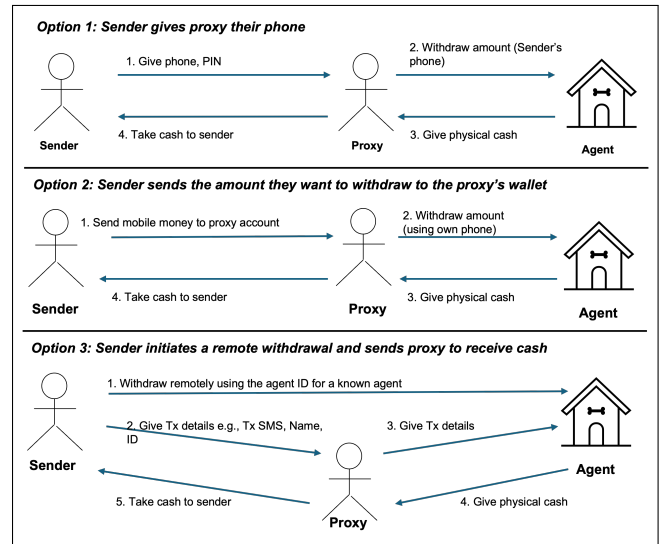 Option 1: Sender gives proxy their phone
1. Give phone, PIN
2. Withdraw amount (Sender's
phone)
4. Take cash to sender
3. Give physical cash
Sender
Proxy
Agent
Option 2: Sender sends the amount they want to withdraw to the proxy's wallet
1. Send mobile money to proxy account
2. Withdraw amount
(using own phone)
4. Take cash to sender
3. Give physical cash
Sender
Proxy
Agent
Option 3: Sender initiates a remote withdrawal and sends proxy to receive cash
1. Withdraw remotely using the agent ID for a known agent
2. Give Tx details e.g., Tx SMS, Name,
ID
3. Give Tx details
Sender
Agent
5. Take cash to sender
4. Give physical cash
Proxy